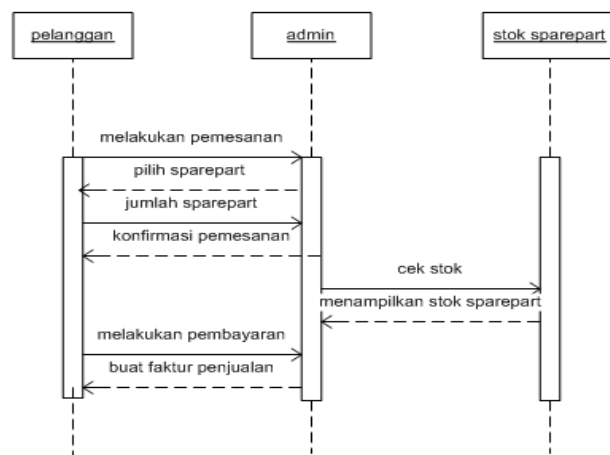 pelanggan
admin
stok sparepart
melakukan pemesanan
pilih sparepart
jumlah sparepart
konfirmasi pemesanan
cek stok
menampilkan stok sparepart
melakukan pembayaran
buat faktur penjualan